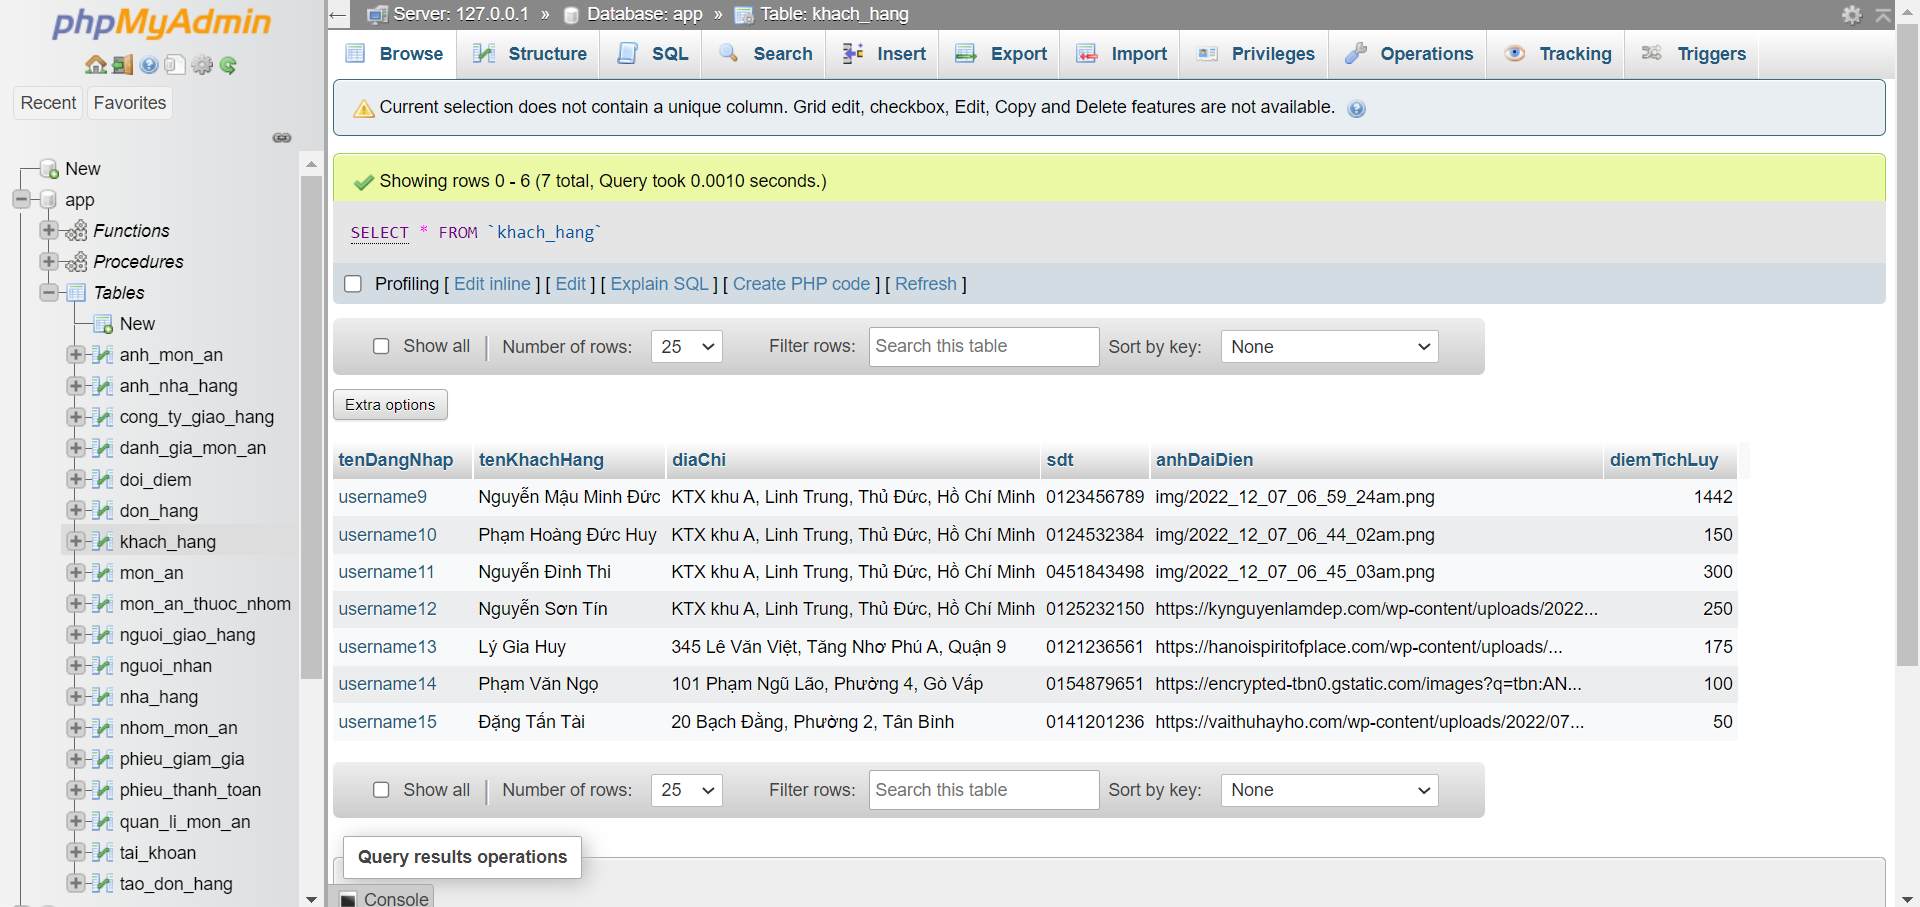 phpMyAdmin
Recent Favorites
New
app
Functions
Procedures
Tables
New
anh_mon_an
anh_nha_hang
cong_ty_giao_hang
danh_gia_mon_an
doi_diem
don_hang
khach_hang
mon_an
mon_an_thuoc_nhom
nguoi_giao_hang
nguoi_nhan
nha_hang
nhom_mon_an
phieu_giam_gia
phieu_thanh_toan
quan_li_mon_an
tai_khoan
tao_don_hang
Server: 127.0.0.1 » Database: app » Table: khach_hang
Browse Structure SQL Search Insert Export Import Privileges Operations Tracking Triggers
Current selection does not contain a unique column. Grid edit, checkbox, Edit, Copy and Delete features are not available.
Showing rows 0 - 6 (7 total, Query took 0.0010 seconds.)
SELECT * FROM `khach_hang`
Profiling [ Edit inline ] [ Edit ] [ Explain SQL ] [ Create PHP code ] [ Refresh ]
Show all Number of rows: 25 Filter rows: Search this table Sort by key: None
Extra options
tenDangNhap tenKhachHang diaChi sdt anhDaiDien diemTichLuy
username9 Nguyễn Mậu Minh Đức KTX khu A, Linh Trung, Thủ Đức, Hồ Chí Minh 0123456789 img/2022_12_07_06_59_24am.png 1442
username10 Phạm Hoàng Đức Huy KTX khu A, Linh Trung, Thủ Đức, Hồ Chí Minh 0124532384 img/2022_12_07_06_44_02am.png 150
username11 Nguyễn Đình Thi KTX khu A, Linh Trung, Thủ Đức, Hồ Chí Minh 0451843498 img/2022_12_07_06_45_03am.png 300
username12 Nguyễn Sơn Tín KTX khu A, Linh Trung, Thủ Đức, Hồ Chí Minh 0125232150 https://kynguyenlamdep.com/wp-content/uploads/2022... 250
username13 Lý Gia Huy 345 Lê Văn Việt, Tăng Nhơ Phú A, Quận 9 0121236561 https://hanoispiritofplace.com/wp-content/uploads/... 175
username14 Phạm Văn Ngọ 101 Phạm Ngũ Lão, Phường 4, Gò Vấp 0154879651 https://encrypted-tbn0.gstatic.com/images?q=tbn:AN... 100
username15 Đặng Tấn Tài 20 Bạch Đằng, Phường 2, Tân Bình 0141201236 https://vaithuhayho.com/wp-content/uploads/2022/07... 50
Show all Number of rows: 25 Filter rows: Search this table Sort by key: None
Query results operations
Console